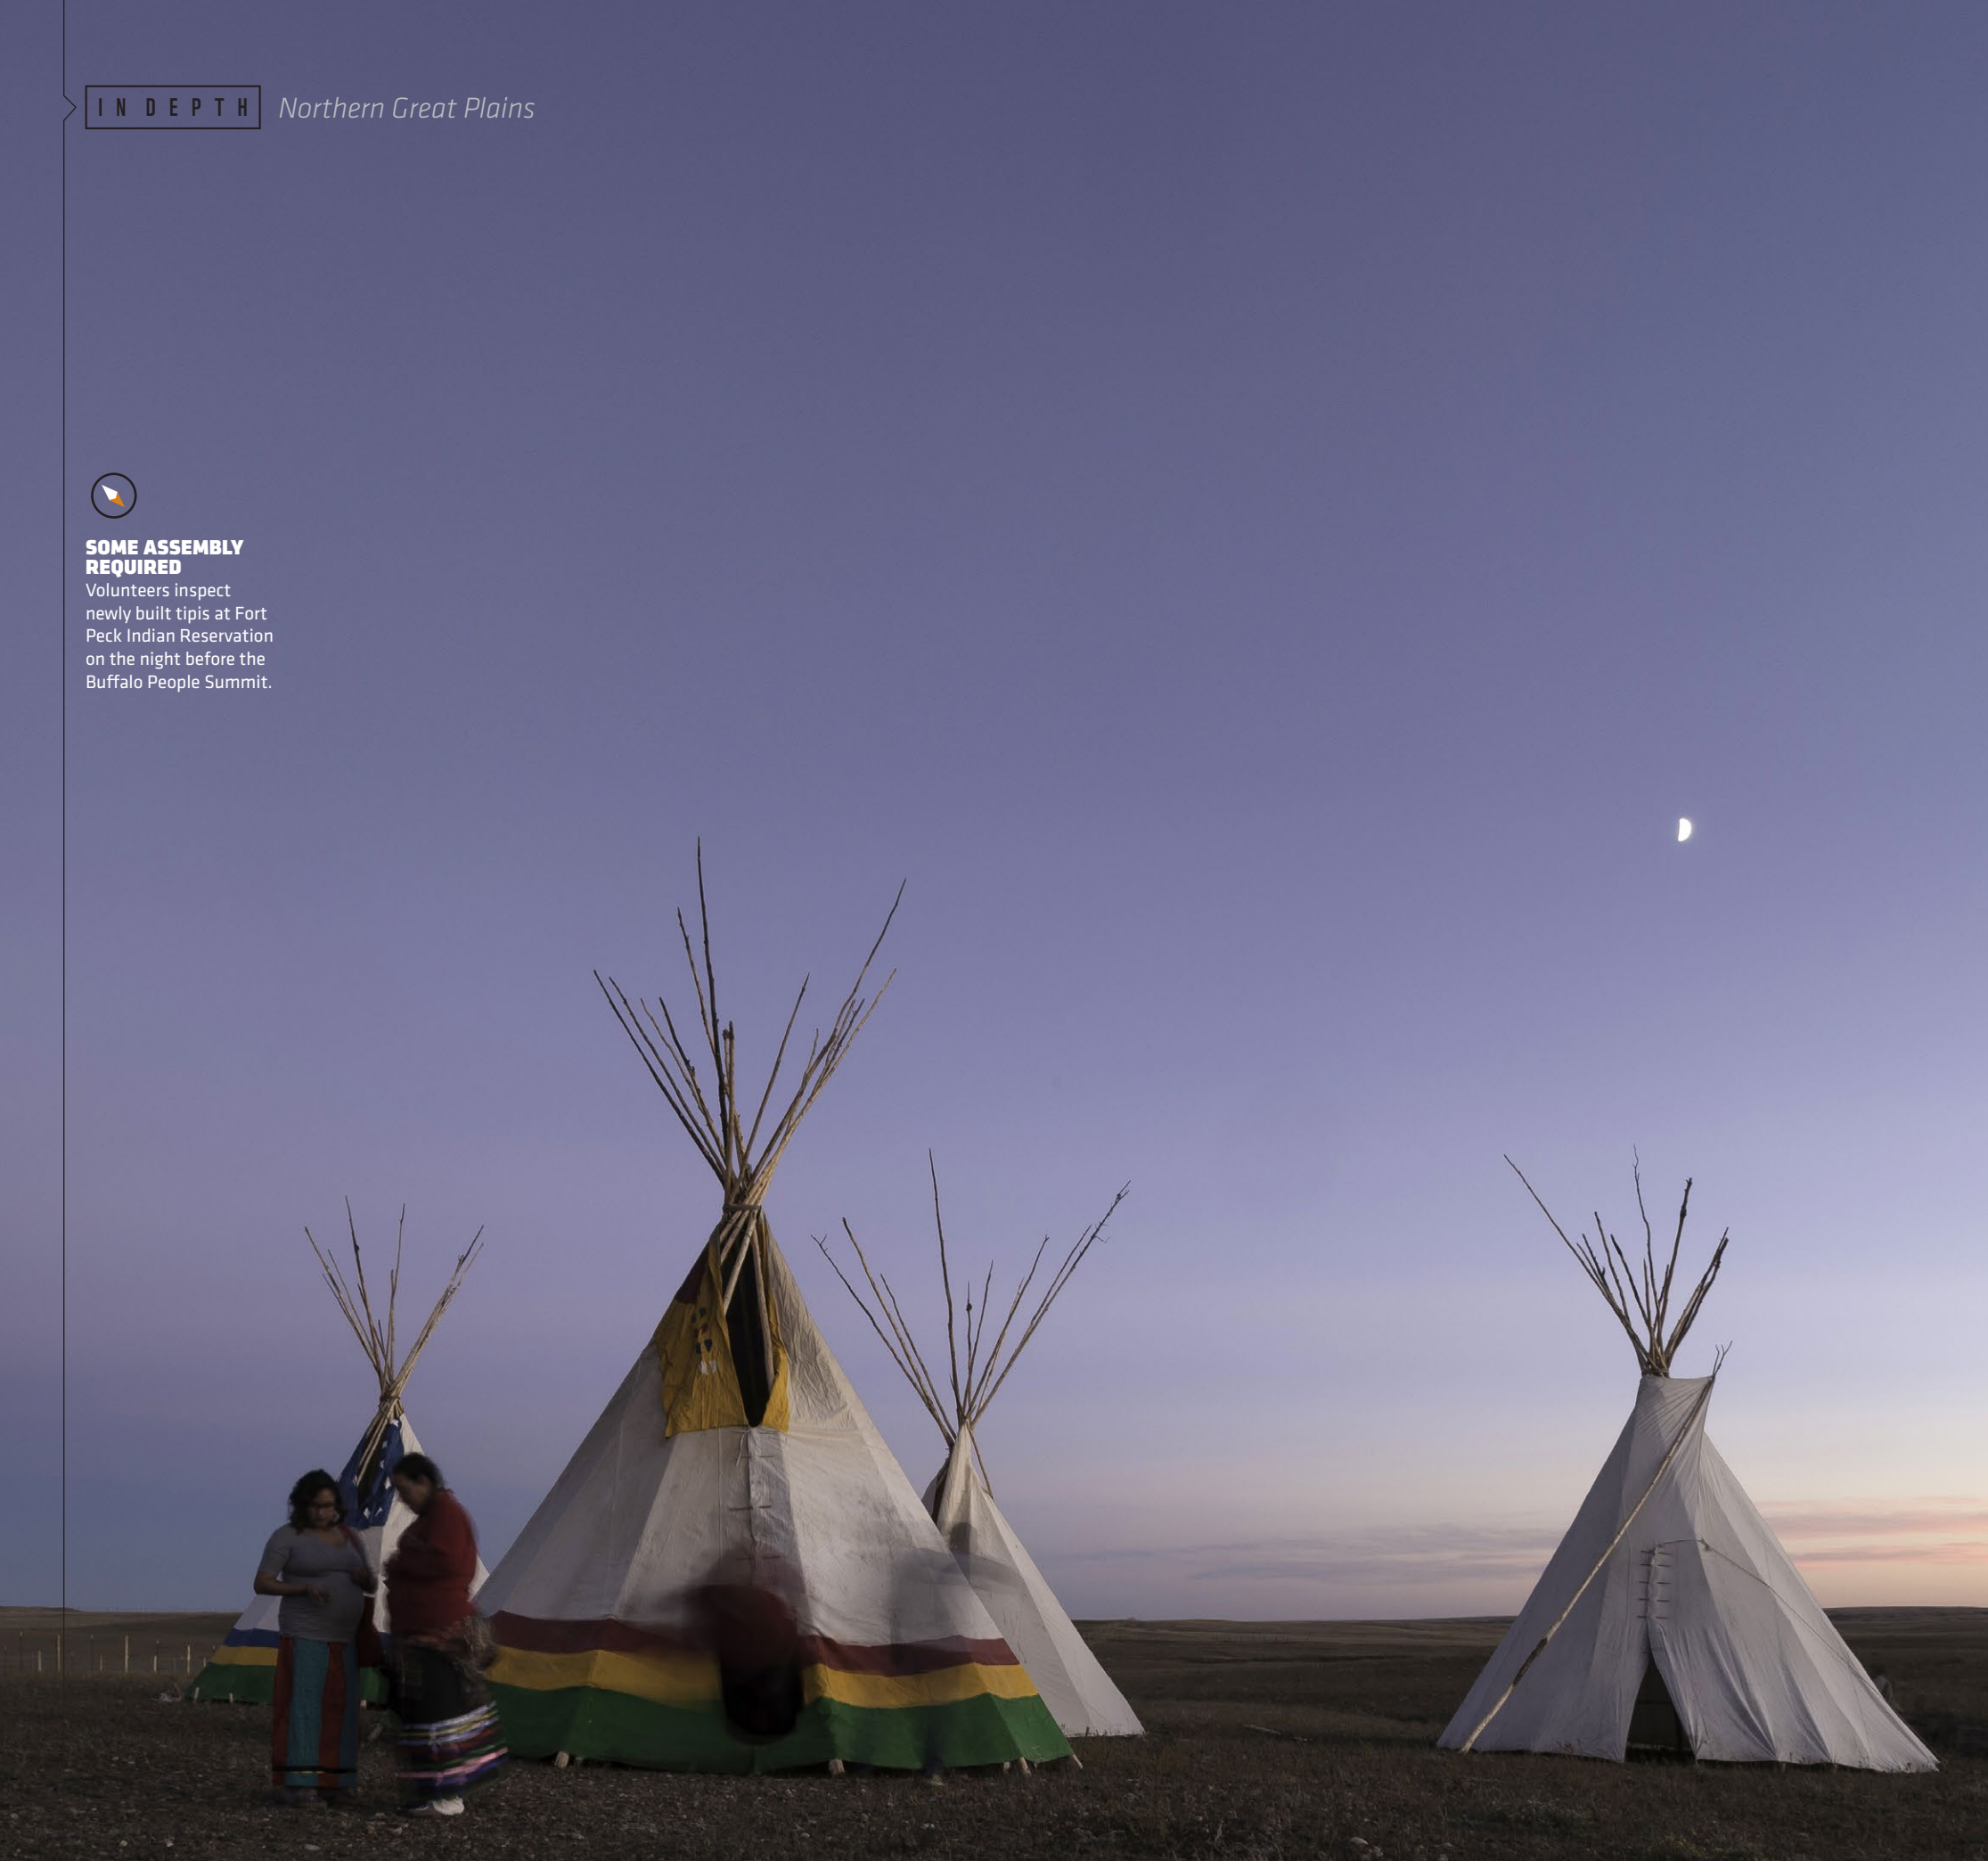 IN DEPTH Northern Great Plains
SOME ASSEMBLY
REQUIRED
Volunteers inspect
newly built tipis at Fort
Peck Indian Reservation
on the night before the
Buffalo People Summit.